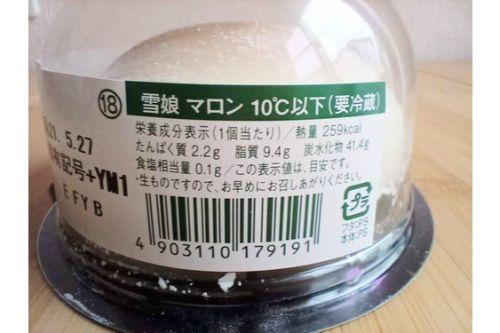 ⑱ 雪娘 マロン 10℃以下(要冷蔵)
21. 5.27
栄養成分表示(1個当たり)／熱量 259kcal
たんぱく質 2.2g 脂質 9.4g 炭水化物 41.4g
有記号+YM1
食塩相当量 0.1g／この表示値は、目安です。
*生ものですので、お早めにお召しあがりください。
EFYB
4 903110 179191
プラ
フタ:PS
本体:PS